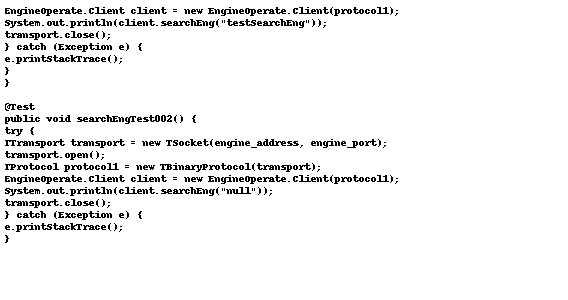 EngineOperate.Client client = new EngineOperate.Client(protocol1);
System.out.println(client.searchEng("testSearchEng"));
transport.close();
} catch (Exception e) {
e.printStackTrace();
}
}
@Test
public void searchEngTest002() {
try {
TTransport transport = new TSocket(engine_address, engine_port);
transport.open();
TProtocol protocol1 = new TBinaryProtocol(transport);
EngineOperate.Client client = new EngineOperate.Client(protocol1);
System.out.println(client.searchEng("null"));
transport.close();
} catch (Exception e) {
e.printStackTrace();
}